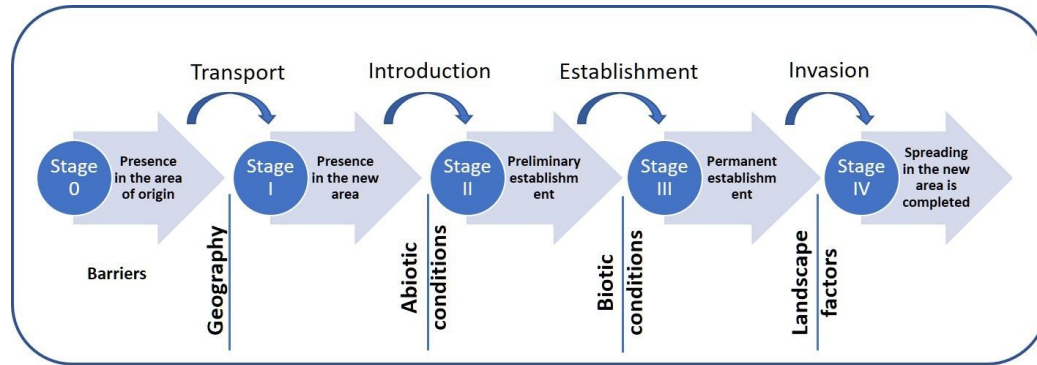 Transport
Introduction
Establishment
Invasion
Stage
0
Presence
in the area
of origin
Stage
I
Presence
in the new
area
Stage
II
Preliminary
establishm
ent
Stage
III
Permanent
establishm
ent
Stage
IV
Spreading
in the new
area is
completed
Barriers
Geography
Abiotic
conditions
Biotic
conditions
Landscape
factors